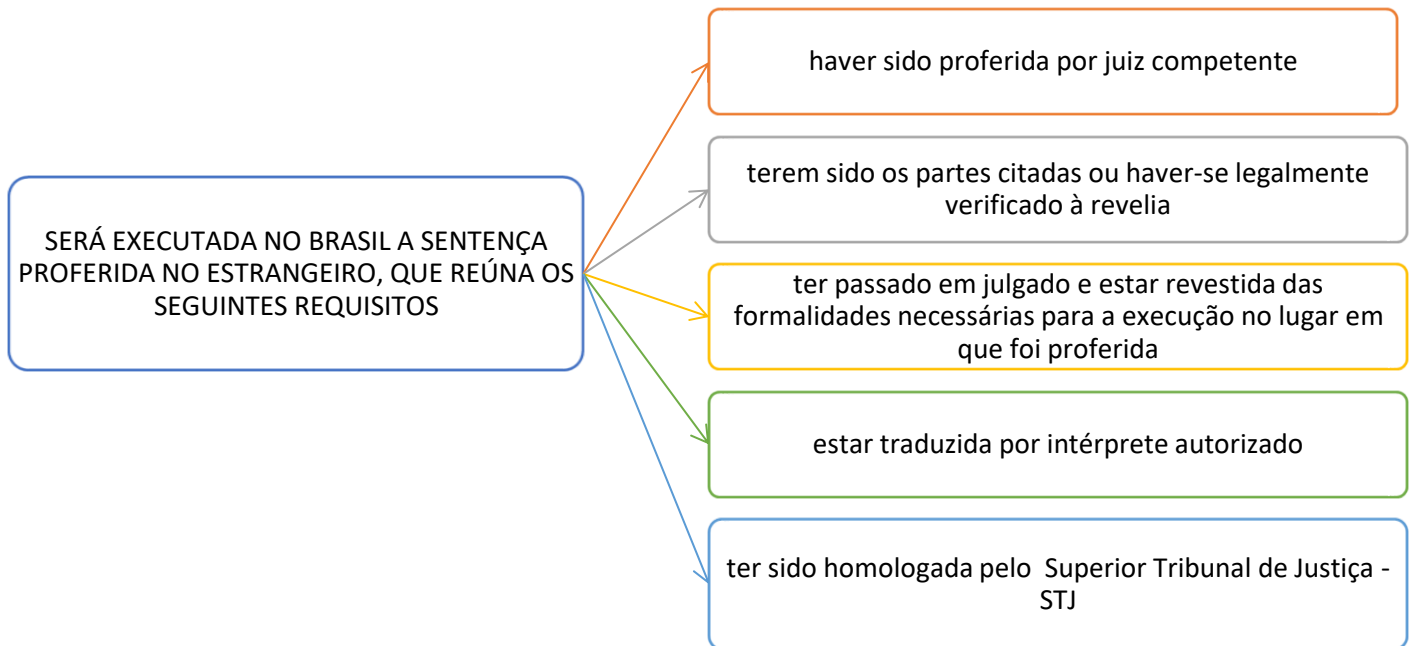 SERÁ EXECUTADA NO BRASIL A SENTENÇA
PROFERIDA NO ESTRANGEIRO, QUE REÚNA OS
SEGUINTES REQUISITOS
haver sido proferida por juiz competente
terem sido os partes citadas ou haver-se legalmente
verificado à revelia
ter passado em julgado e estar revestida das
formalidades necessárias para a execução no lugar em
que foi proferida
estar traduzida por intérprete autorizado
ter sido homologada pelo  Superior Tribunal de Justiça -
STJ